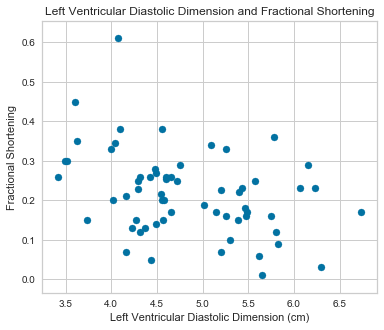 Left Ventricular Diastolic Dimension and Fractional Shortening
0.6
0.5
0.4
0.3
0.2
0.1
0.0
Fractional Shortening
3.5 4.0 4.5 5.0 5.5 6.0 6.5
Left Ventricular Diastolic Dimension (cm)